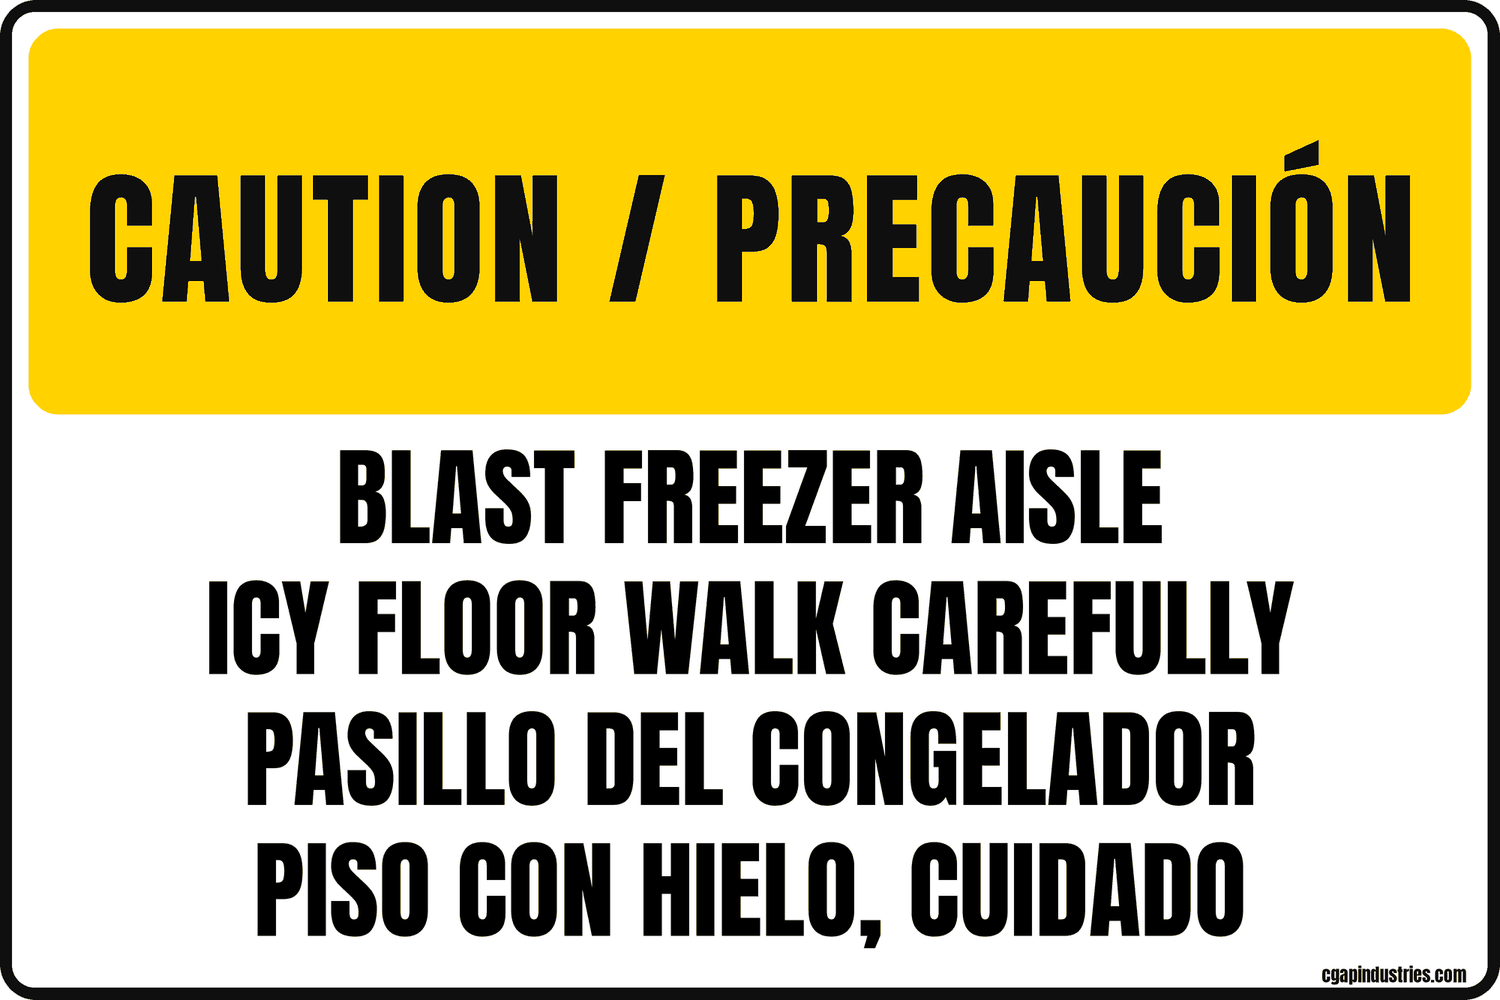 CAUTION / PRECAUCIÓN
BLAST FREEZER AISLE
ICY FLOOR WALK CAREFULLY
PASILLO DEL CONGELADOR
PISO CON HIELO, CUIDADO
cgapindustries.com